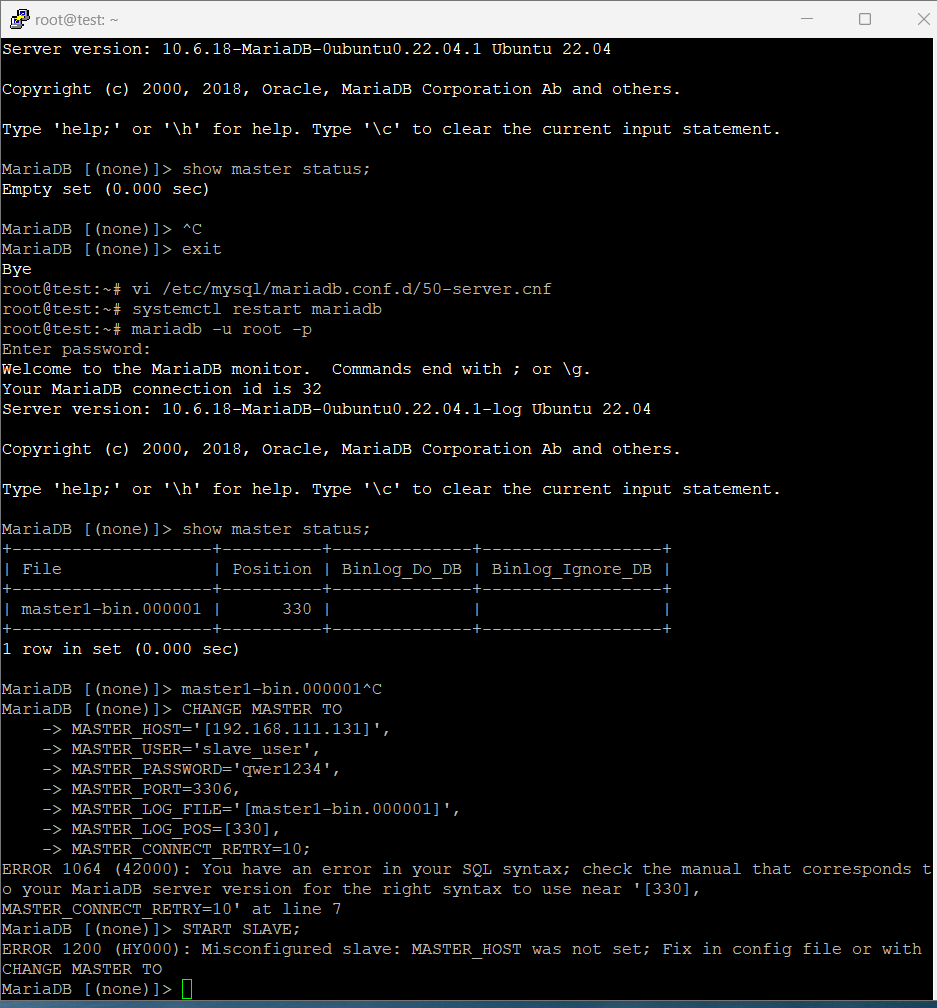 root@test: ~
Server version: 10.6.18-MariaDB-0ubuntu0.22.04.1 Ubuntu 22.04
Copyright (c) 2000, 2018, Oracle, MariaDB Corporation Ab and others.
Type 'help;' or '\h' for help. Type '\c' to clear the current input statement.
MariaDB [(none)]> show master status;
Empty set (0.000 sec)
MariaDB [(none)]> ^C
MariaDB [(none)]> exit
Bye
root@test:~# vi /etc/mysql/mariadb.conf.d/50-server.cnf
root@test:~# systemctl restart mariadb
root@test:~# mariadb -u root -p
Enter password:
Welcome to the MariaDB monitor.  Commands end with ; or \g.
Your MariaDB connection id is 32
Server version: 10.6.18-MariaDB-0ubuntu0.22.04.1-log Ubuntu 22.04
Copyright (c) 2000, 2018, Oracle, MariaDB Corporation Ab and others.
Type 'help;' or '\h' for help. Type '\c' to clear the current input statement.
MariaDB [(none)]> show master status;
+--------------------+----------+--------------+------------------+
| File               | Position | Binlog_Do_DB | Binlog_Ignore_DB |
+--------------------+----------+--------------+------------------+
| master1-bin.000001 |      330 |              |                  |
+--------------------+----------+--------------+------------------+
1 row in set (0.000 sec)
MariaDB [(none)]> master1-bin.000001^C
MariaDB [(none)]> CHANGE MASTER TO
    -> MASTER_HOST='[192.168.111.131]',
    -> MASTER_USER='slave_user',
    -> MASTER_PASSWORD='qwer1234',
    -> MASTER_PORT=3306,
    -> MASTER_LOG_FILE='[master1-bin.000001]',
    -> MASTER_LOG_POS=[330],
    -> MASTER_CONNECT_RETRY=10;
ERROR 1064 (42000): You have an error in your SQL syntax; check the manual that corresponds t
o your MariaDB server version for the right syntax to use near '[330],
MASTER_CONNECT_RETRY=10' at line 7
MariaDB [(none)]> START SLAVE;
ERROR 1200 (HY000): Misconfigured slave: MASTER_HOST was not set; Fix in config file or with
CHANGE MASTER TO
MariaDB [(none)]>